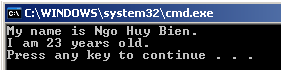 C:\WINDOWS\system32\cmd.exe
My name is Ngo Huy Bien.
I am 23 years old.
Press any key to continue . . .